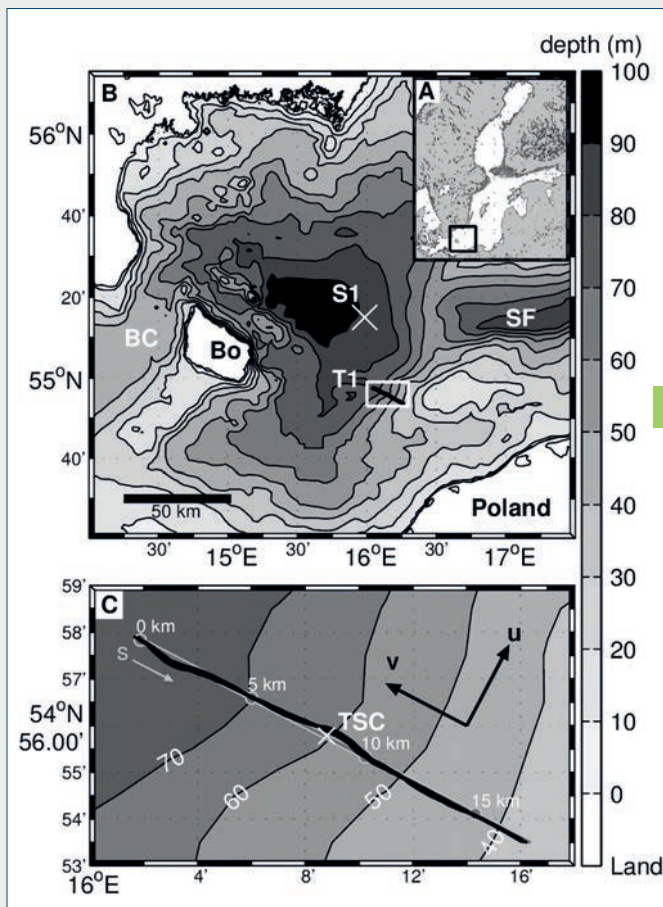 depth (m)
B
A
100
90
80
70
60
50
40
30
20
10
0
Land
56°N
40'
20'
55°N
40'
S1
SF
BC
Bo
T1
50 km
Poland
30'
15°E
30'
16°E
30'
17°E
C
59'
58'
57'
54°N
56.00'
55'
54'
53'
0 km
S
5 km
TSC
10 km
15 km
v
u
70
60
50
40
16°E
4'
8'
12'
16'